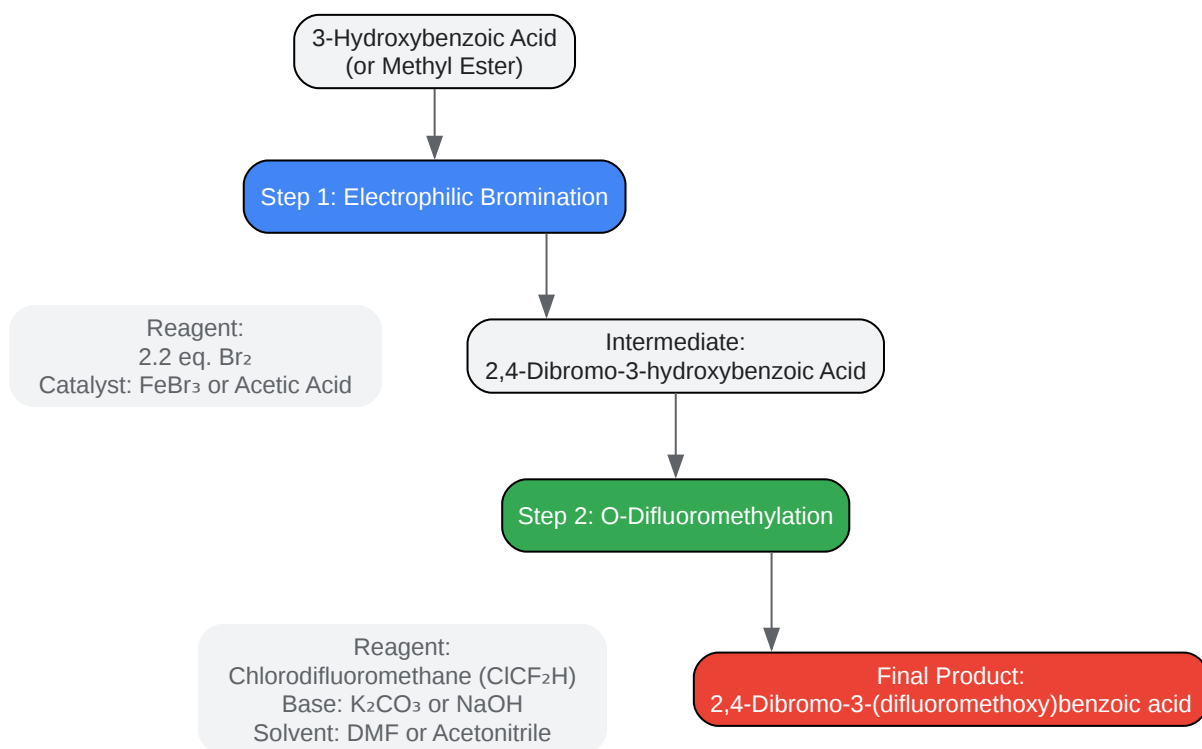 3-Hydroxybenzoic Acid
(or Methyl Ester)
Step 1: Electrophilic Bromination
Reagent:
2.2 eq. Br₂
Catalyst: FeBr₃ or Acetic Acid
Intermediate:
2,4-Dibromo-3-hydroxybenzoic Acid
Step 2: O-Difluoromethylation
Reagent:
Chlorodifluoromethane (ClCF₂H)
Base: K₂CO₃ or NaOH
Solvent: DMF or Acetonitrile
Final Product:
2,4-Dibromo-3-(difluoromethoxy)benzoic acid